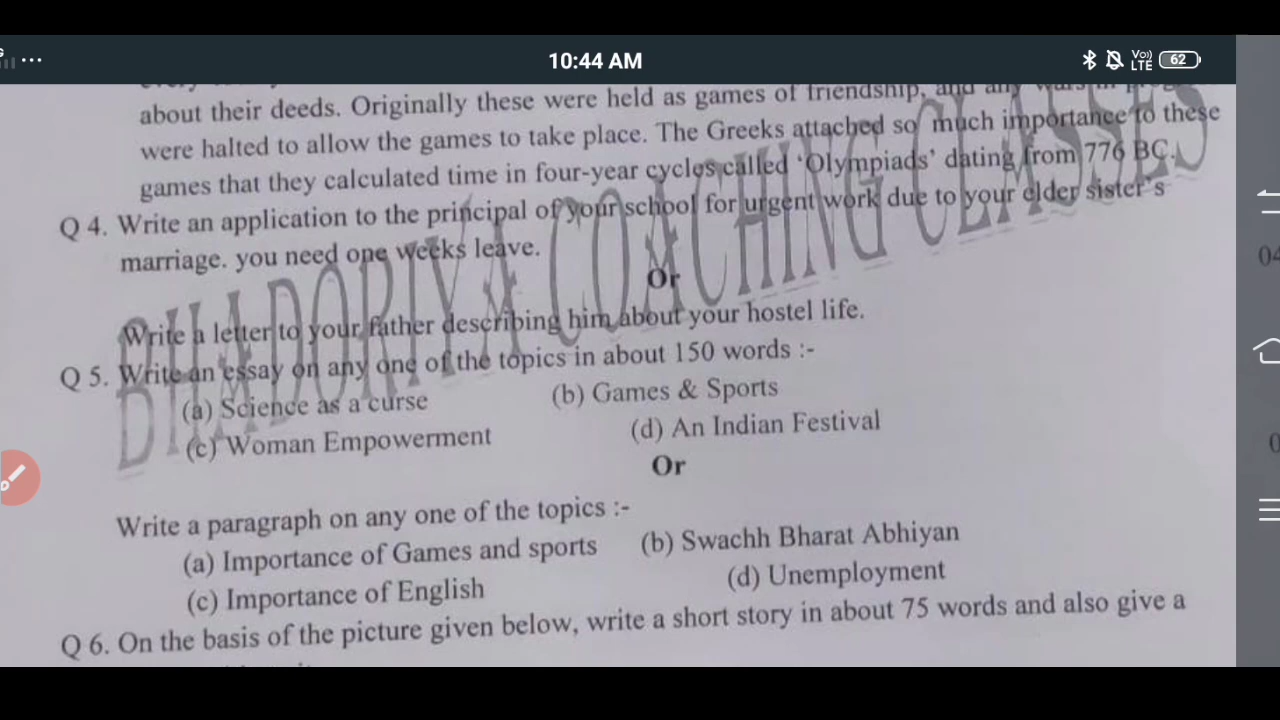 10:44 AM
Vo)) LTE 62
about their deeds. Originally these were held as games of friendship, and any wars in
were halted to allow the games to take place. The Greeks attached so much importance to these
games that they calculated time in four-year cycles called 'Olympiads' dating from 776 BC.
Q 4. Write an application to the principal of your school for urgent work due to your elder sister's
marriage. you need one weeks leave.
Or
Write a letter to your father describing him about your hostel life.
Q 5. Write an essay on any one of the topics in about 150 words :-
(a) Science as a curse (b) Games & Sports
(c) Woman Empowerment (d) An Indian Festival
Or
Write a paragraph on any one of the topics :-
(a) Importance of Games and sports (b) Swachh Bharat Abhiyan
(c) Importance of English (d) Unemployment
Q 6. On the basis of the picture given below, write a short story in about 75 words and also give a
BHADORIYA COACHING CLASSES